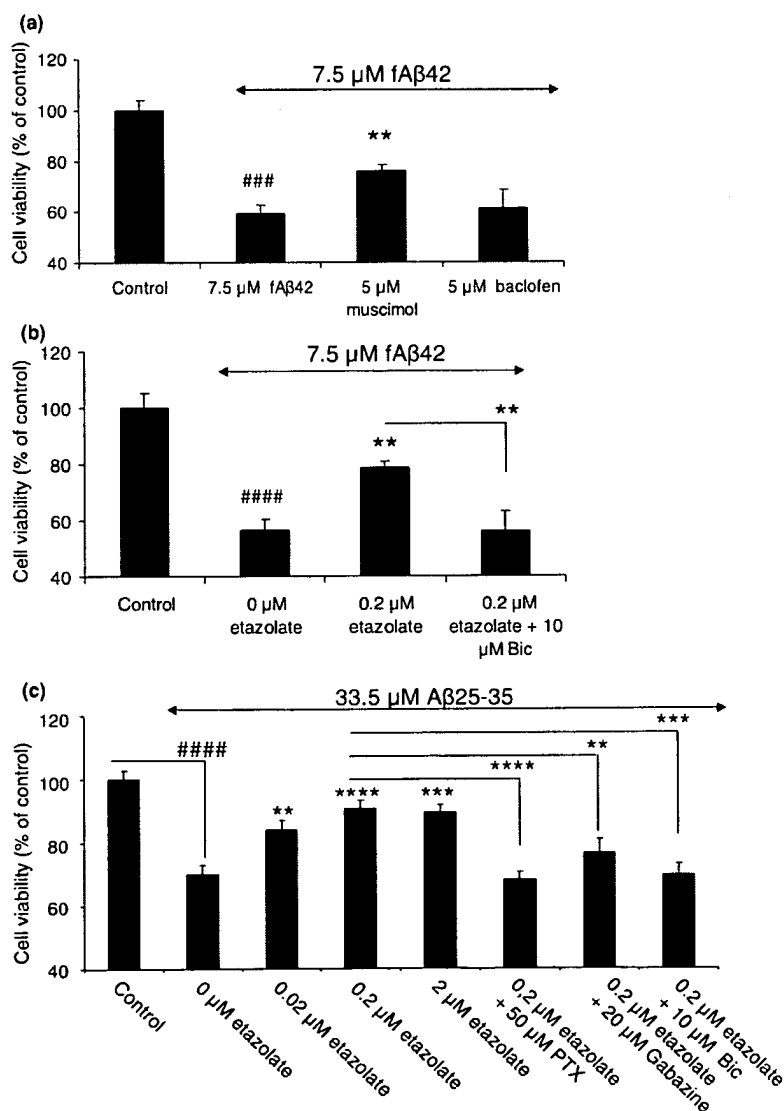 (a)
7.5 µM fAβ42
120
100
80
60
40
Cell viability (% of control)
###
**
Control
7.5 µM fAβ42
5 µM
muscimol
5 µM baclofen
(b)
7.5 µM fAβ42
120
100
80
60
40
Cell viability (% of control)
####
**
**
Control
0 µM
etazolate
0.2 µM
etazolate
0.2 µM
etazolate + 10
µM Bic
(c)
33.5 µM Aβ25-35
120
100
80
60
40
Cell viability (% of control)
####
**
****
***
****
**
***
Control
0 µM etazolate
0.02 µM etazolate
0.2 µM etazolate
2 µM etazolate
0.2 µM etazolate
+ 50 µM PTX
0.2 µM etazolate
+ 20 µM Gabazine
0.2 µM etazolate
+ 10 µM Bic